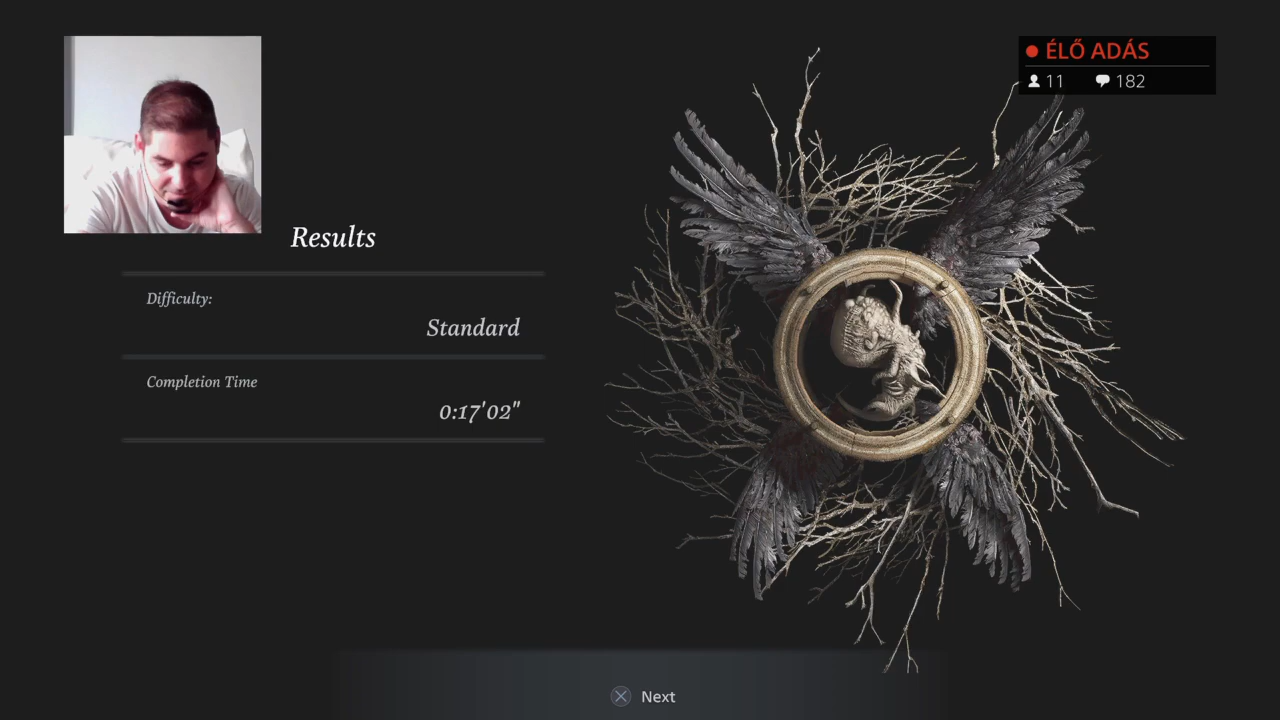 ÉLŐ ADÁS
11 182
Results
Difficulty:
Standard
Completion Time
0:17'02"
Next